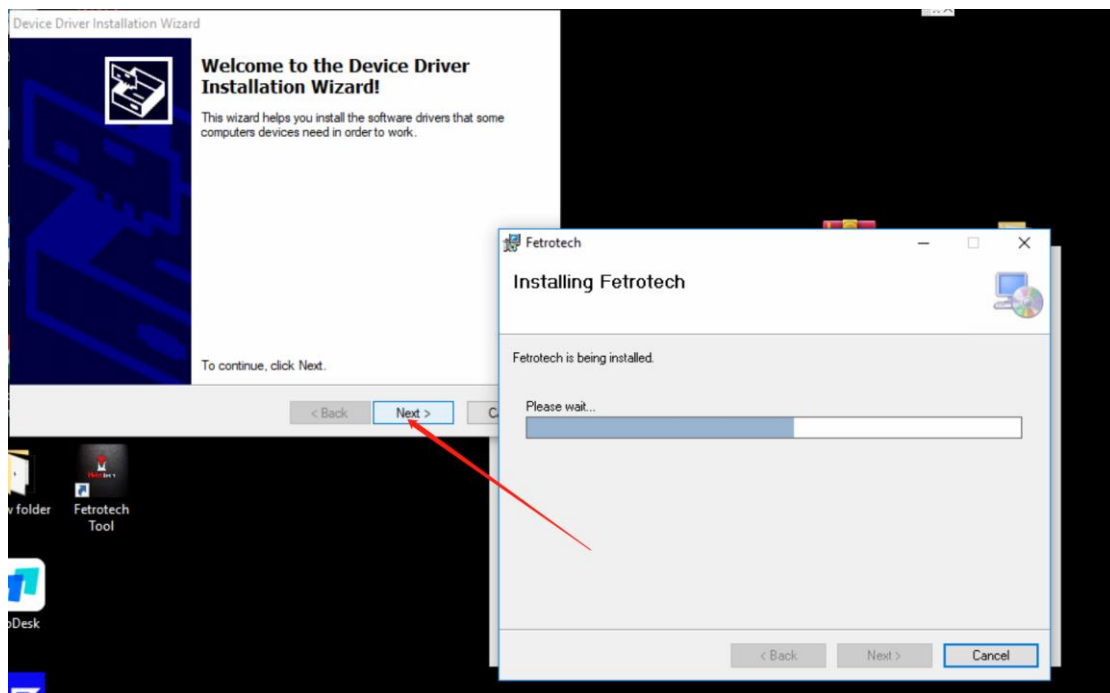 Device Driver Installation Wizard
Welcome to the Device Driver
Installation Wizard!
This wizard helps you install the software drivers that some
computers devices need in order to work.
To continue, click Next.
< Back
Next >
Fetrotech
Installing Fetrotech
Fetrotech is being installed.
Please wait...
< Back
Next >
Cancel
folder
Fetrotech
Tool